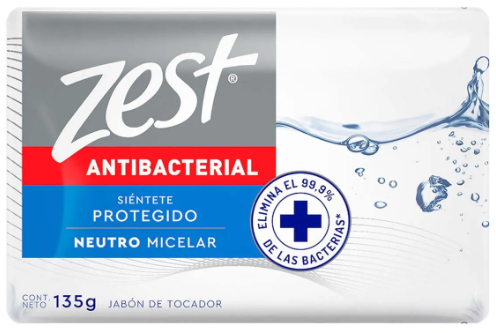 Zest®
ANTIBACTERIAL
SIÉNTETE
PROTEGIDO
NEUTRO MICELAR
ELIMINA EL 99,9%
DE LAS BACTERIAS*
CONT.
NETO
135g
JABÓN DE TOCADOR